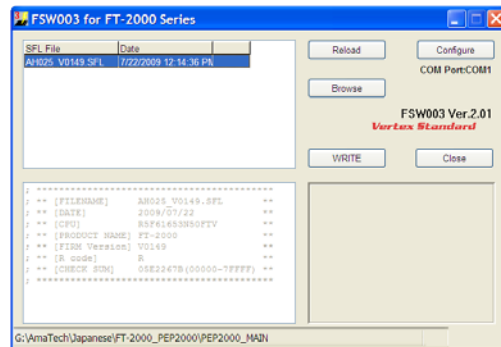 FSW003 for FT-2000 Series
SFL File Date
AH025_V0149.SFL 7/22/2009 12:14:36 PM
Reload Configure
COM Port:COM1
Browse
FSW003 Ver.2.01
Vertex Standard
WRITE Close
; *****************************************
; ** [FILENAME] AH025_V0149.SFL **
; ** [DATE] 2009/07/22 **
; ** [CPU] R5F61653N50FTV **
; ** [PRODUCT NAME] FT-2000 **
; ** [FIRM Version] V0149 **
; ** [R code] R **
; ** [CHECK SUM] 05E2267B(00000-7FFFF) **
; *****************************************
G:\AmaTech\Japanese\FT-2000_PEP2000\PEP2000_MAIN